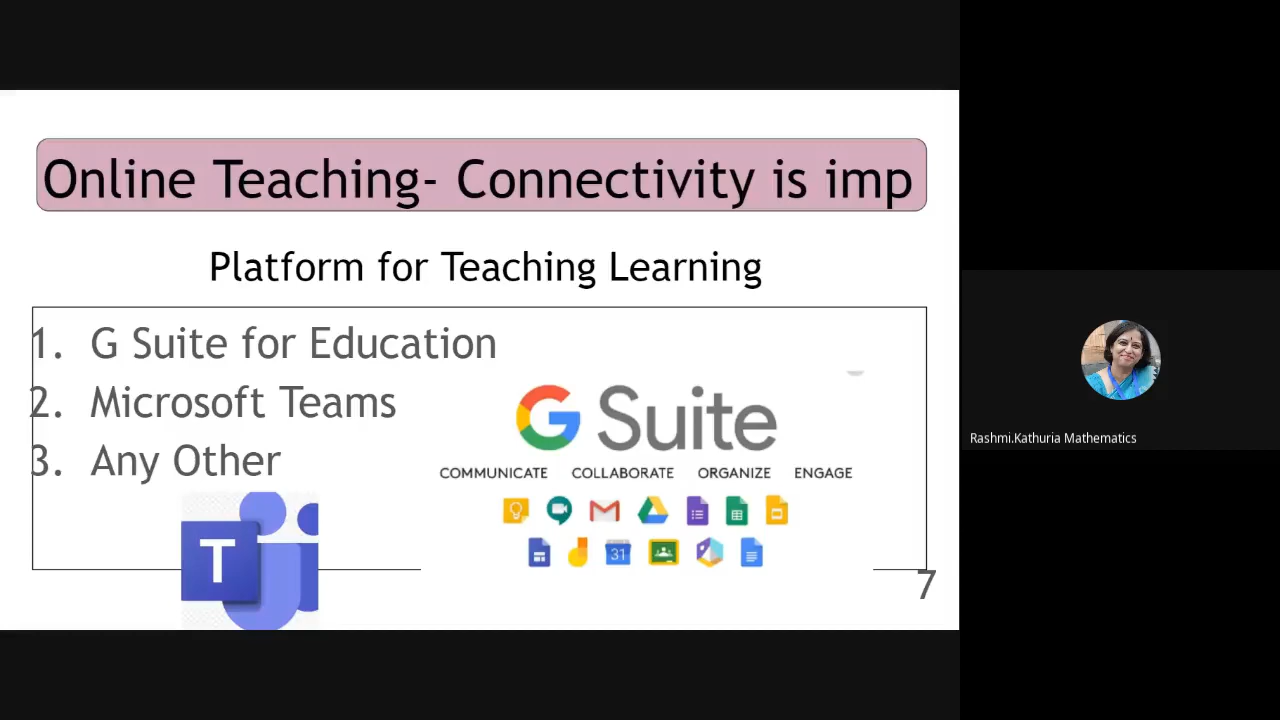 Online Teaching- Connectivity is imp
Platform for Teaching Learning
1. G Suite for Education
2. Microsoft Teams
3. Any Other
G Suite
COMMUNICATE COLLABORATE ORGANIZE ENGAGE
31
T
7
Rashmi.Kathuria Mathematics